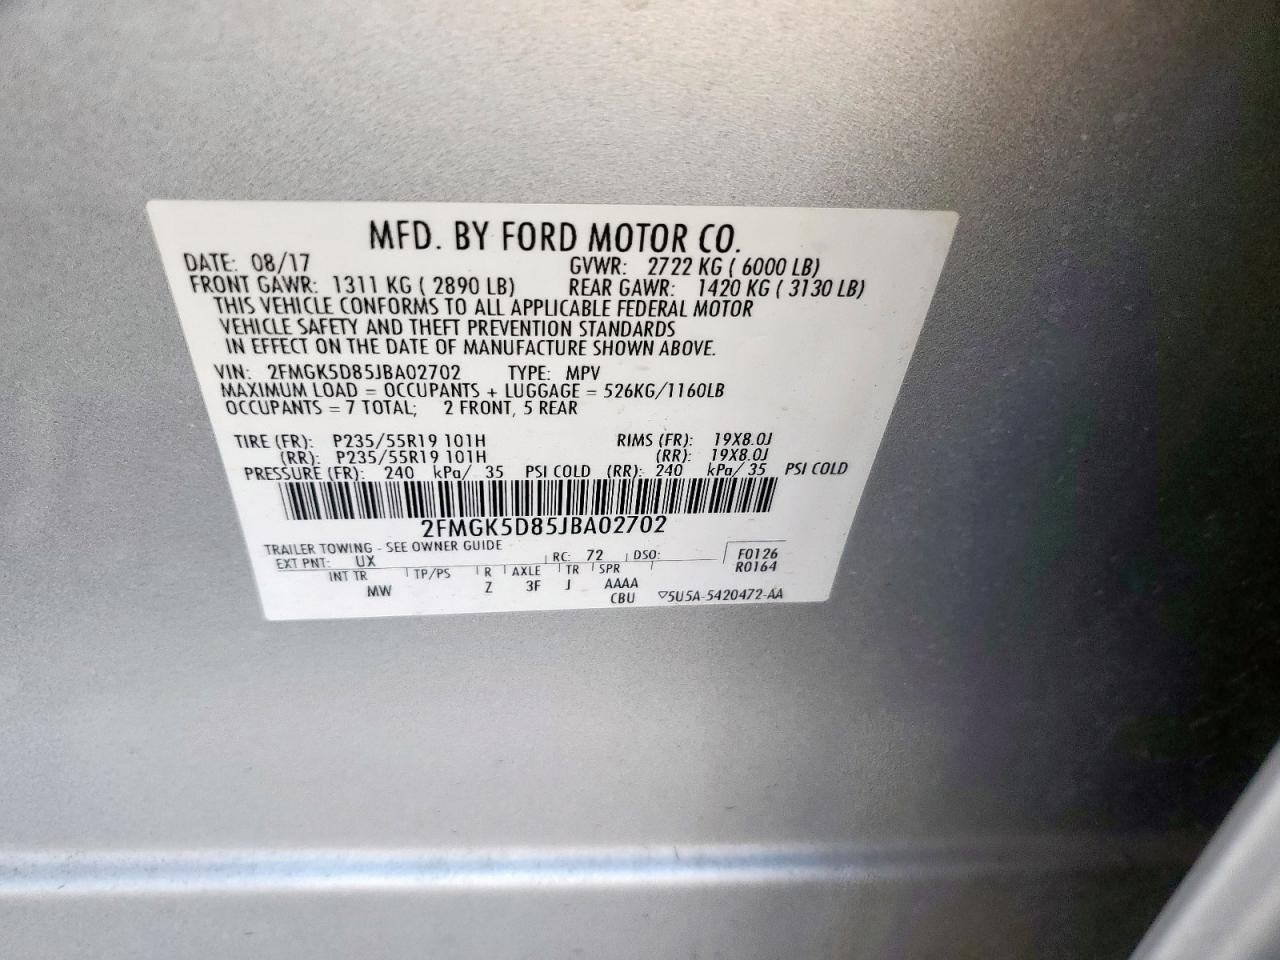 MFD. BY FORD MOTOR CO.
DATE: 08/17 GVWR: 2722 KG ( 6000 LB)
FRONT GAWR: 1311 KG ( 2890 LB) REAR GAWR: 1420 KG ( 3130 LB)
THIS VEHICLE CONFORMS TO ALL APPLICABLE FEDERAL MOTOR
VEHICLE SAFETY AND THEFT PREVENTION STANDARDS
IN EFFECT ON THE DATE OF MANUFACTURE SHOWN ABOVE.
VIN: 2FMGK5D85JBA02702 TYPE: MPV
MAXIMUM LOAD = OCCUPANTS + LUGGAGE = 526KG/1160LB
OCCUPANTS = 7 TOTAL; 2 FRONT, 5 REAR
TIRE (FR): P235/55R19 101H RIMS (FR): 19X8.0J
(RR): P235/55R19 101H (RR): 19X8.0J
PRESSURE (FR): 240 kPa/ 35 PSI COLD (RR): 240 kPa/ 35 PSI COLD
2FMGK5D85JBA02702
TRAILER TOWING - SEE OWNER GUIDE
EXT PNT: UX RC: 72 DSO: F0126
INT TR TP/PS R AXLE TR SPR R0164
MW Z 3F J AAAA
CBU ▽5U5A-5420472-AA